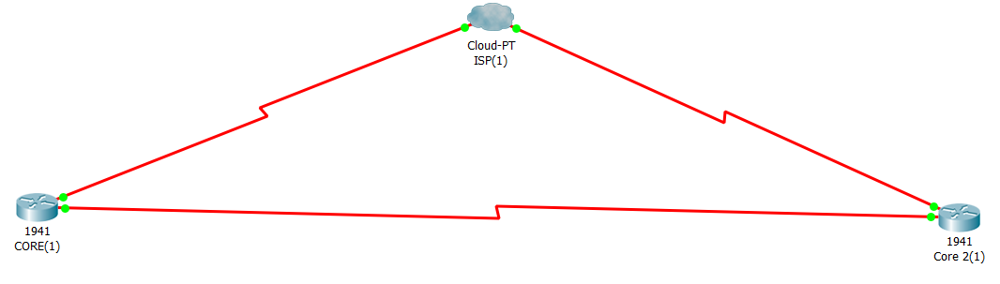 Cloud-PT
ISP(1)
1941
CORE(1)
1941
Core 2(1)